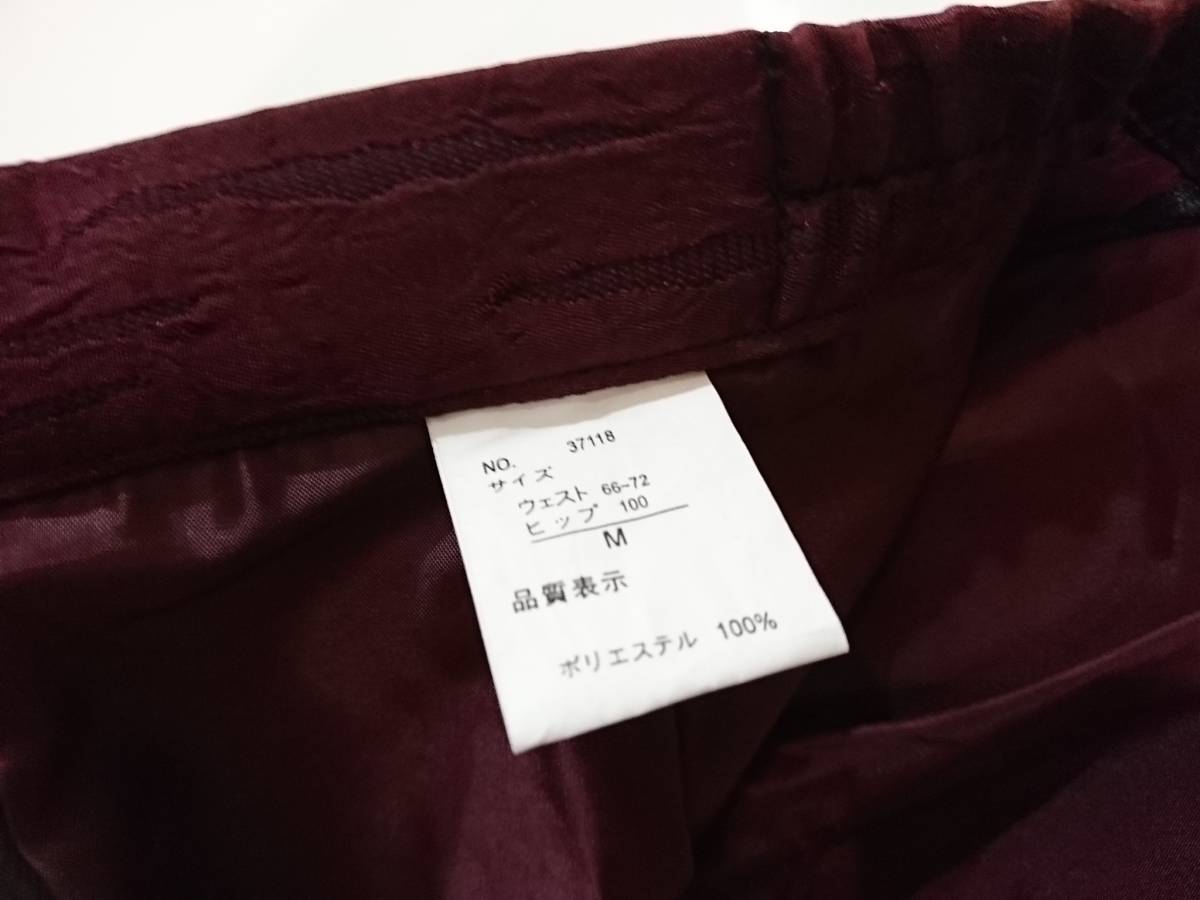 NO. 37118
サイズ
ウェスト 66-72
ヒップ 100
M
品質表示
ポリエステル 100%